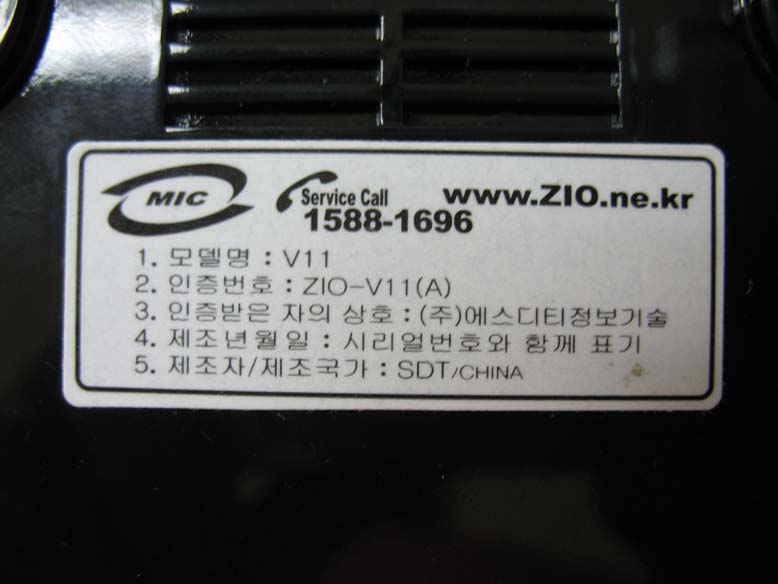 MIC
Service Call
www.ZIO.ne.kr
1588-1696
1. 모델명 : V11
2. 인증번호 : ZIO-V11(A)
3. 인증받은 자의 상호 : (주)에스디티정보기술
4. 제조년월일 : 시리얼번호와 함께 표기
5. 제조자/제조국가 : SDT/CHINA